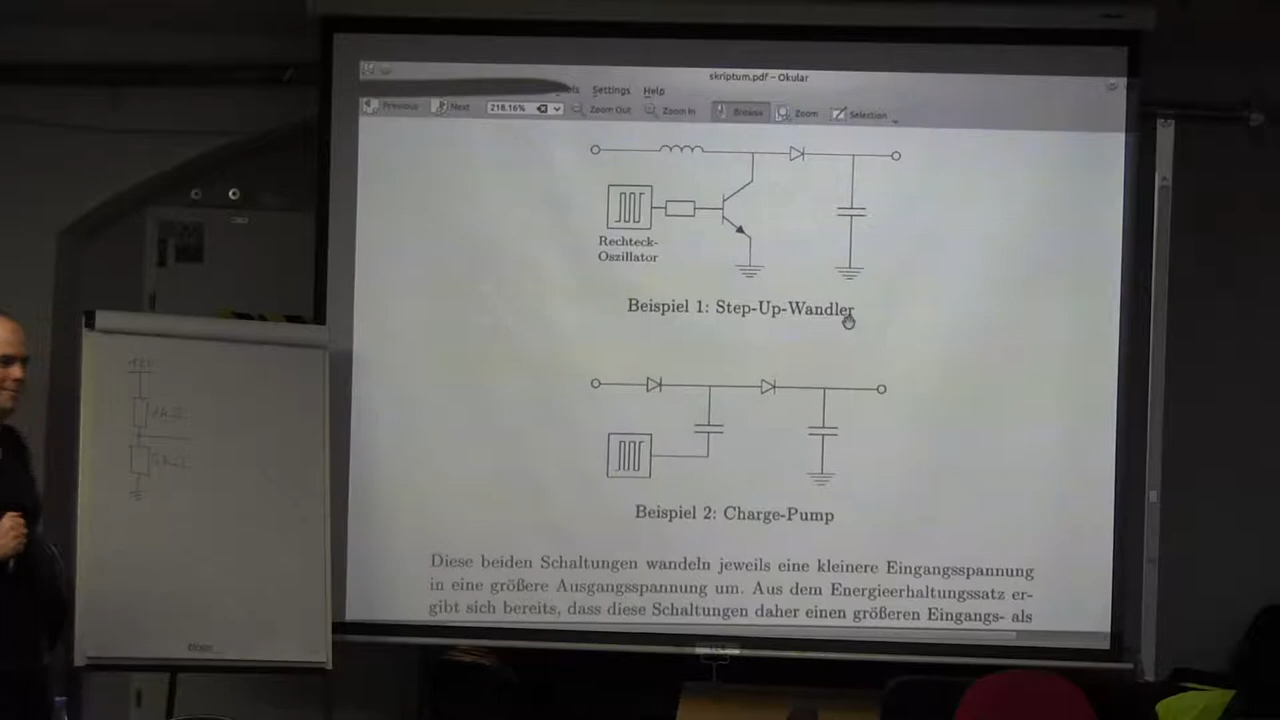 skriptum.pdf – Okular
Settings Help
Previous Next 218.16% Zoom Out Zoom In Browse Zoom Selection
Rechteck-
Oszillator
Beispiel 1: Step-Up-Wandler
Beispiel 2: Charge-Pump
Diese beiden Schaltungen wandeln jeweils eine kleinere Eingangsspannung
in eine größere Ausgangsspannung um. Aus dem Energieerhaltungssatz er-
gibt sich bereits, dass diese Schaltungen daher einen größeren Eingangs- als